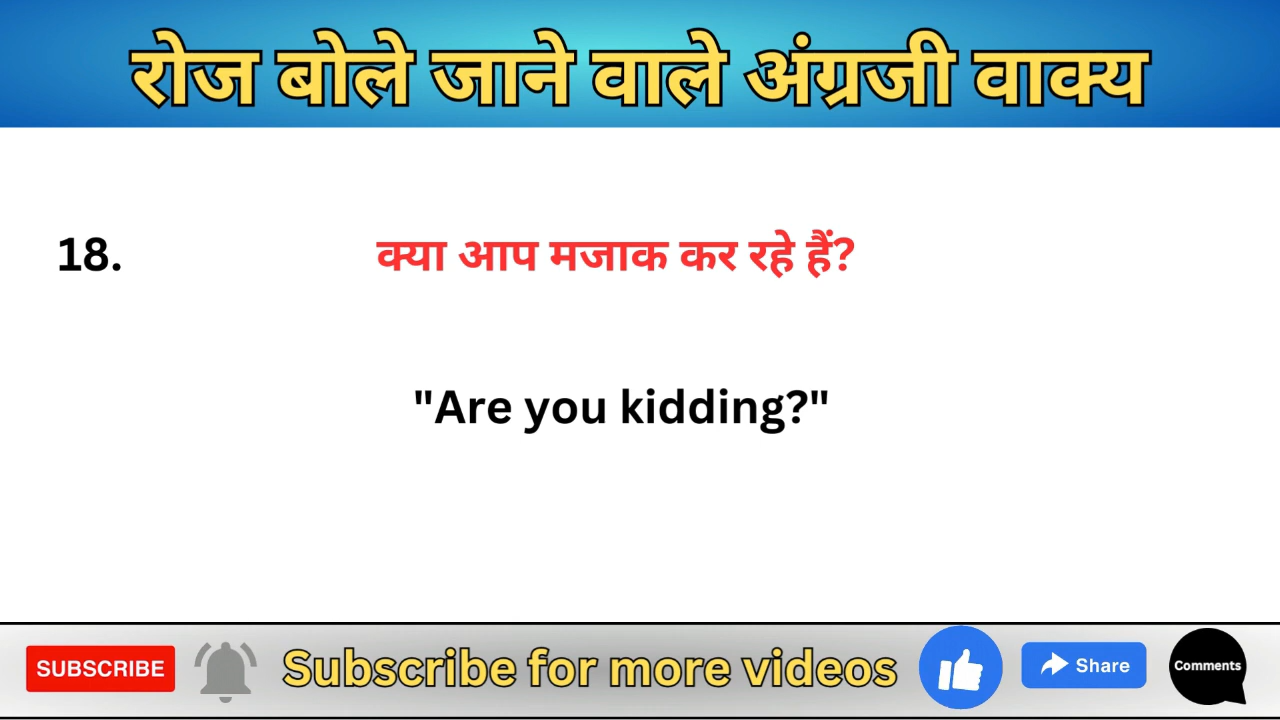 रोज बोले जाने वाले अंग्रजी वाक्य
18. क्या आप मजाक कर रहे हैं?
"Are you kidding?"
SUBSCRIBE Subscribe for more videos Share Comments